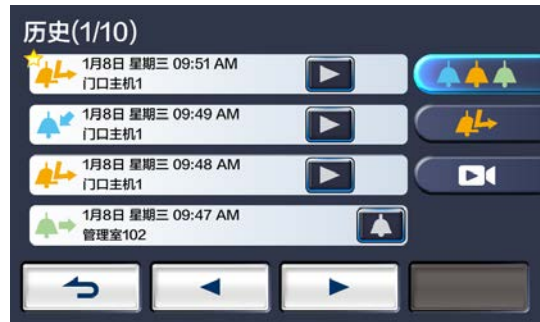 历史(1/10)
1月8日 星期三 09:51 AM
门口主机1
1月8日 星期三 09:49 AM
门口主机1
1月8日 星期三 09:48 AM
门口主机1
1月8日 星期三 09:47 AM
管理室102